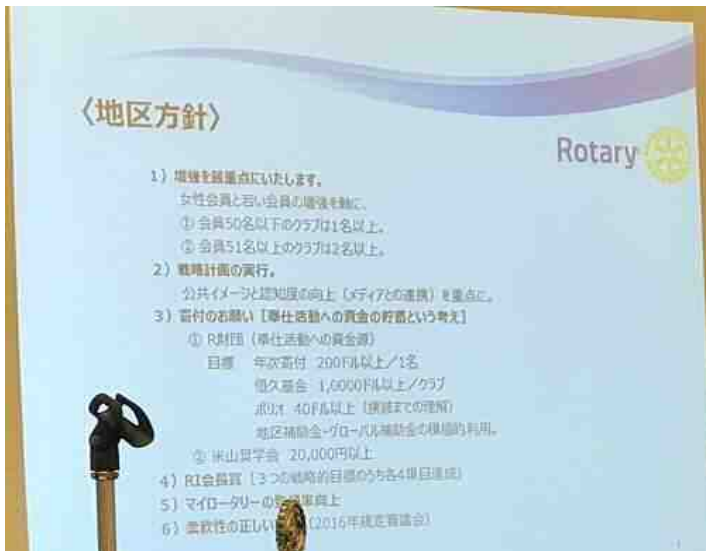 〈地区方針〉
Rotary
1）増強を最重点にいたします。
女性会員と若い会員の増強を軸に、
① 会員50名以下のクラブは1名以上。
② 会員51名以上のクラブは2名以上。
2）戦略計画の実行。
公共イメージと認知度の向上（メディアとの連携）を重点に。
3）寄付のお願い［奉仕活動への資金の貯蓄という考え］
① R財団（奉仕活動への資金源）
目標 年次寄付 200ドル以上／1名
恒久基金 1,0000ドル以上／クラブ
ポリオ 40ドル以上（撲滅までの理解）
地区補助金・グローバル補助金の積極的利用。
② 米山奨学会 20,000円以上
4）RI会長賞［3つの戦略的目標のうち各4項目達成］
5）マイロータリーの 率向上
6）柔軟性の正しい （2016年規定審議会）